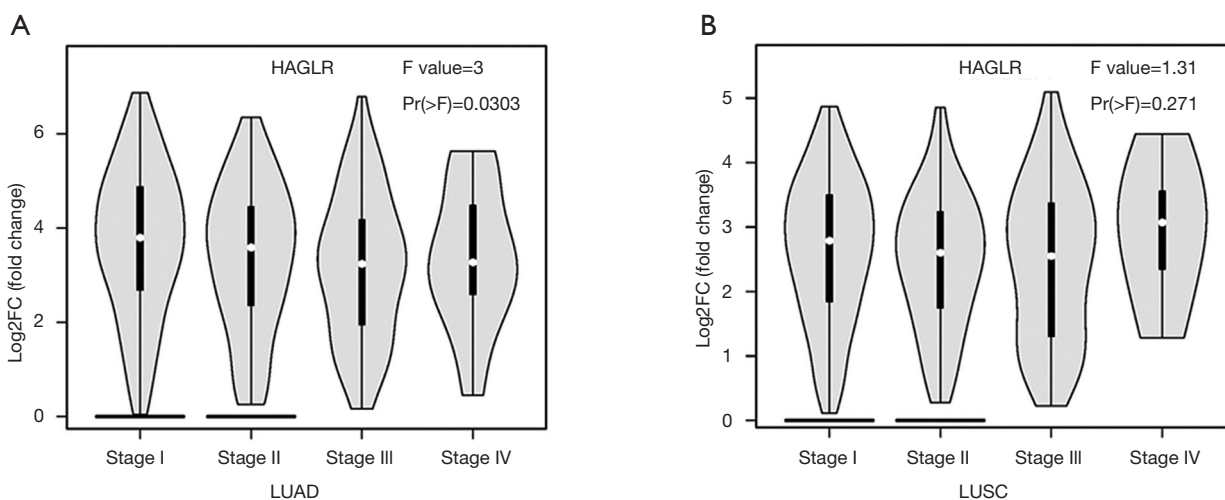 A
HAGLR F value=3
Pr(>F)=0.0303
Log2FC (fold change)
6
4
2
0
Stage I Stage II Stage III Stage IV
LUAD
B
HAGLR F value=1.31
Pr(>F)=0.271
Log2FC (fold change)
5
4
3
2
1
0
Stage I Stage II Stage III Stage IV
LUSC